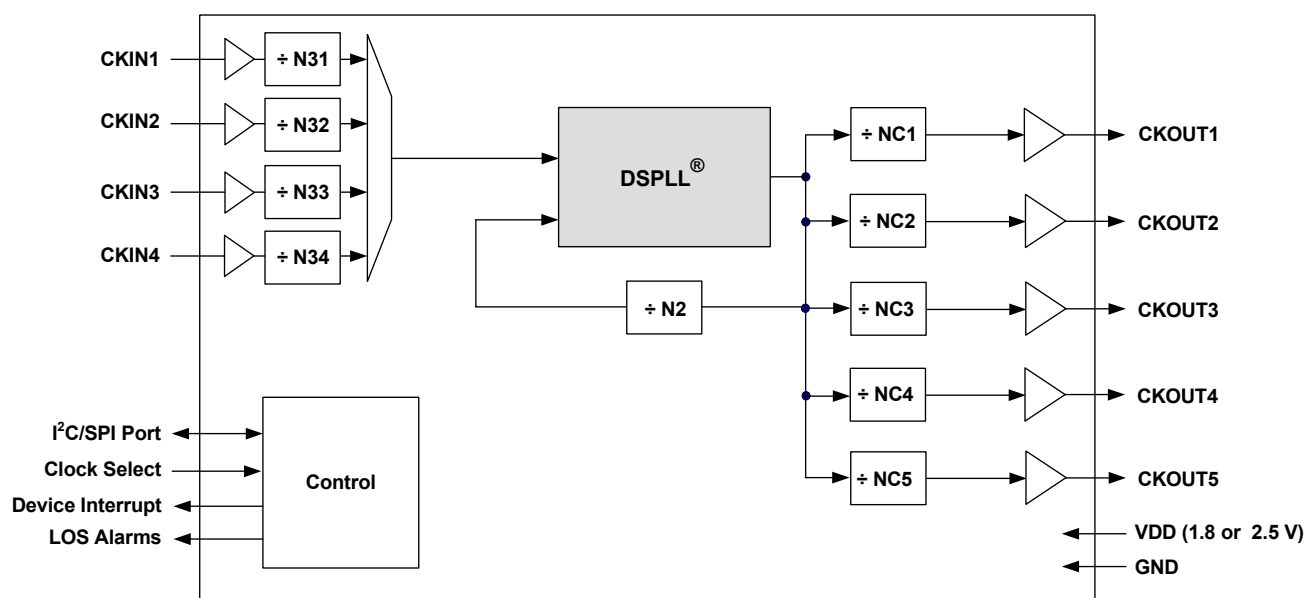 CKIN1
÷ N31
CKIN2
÷ N32
CKIN3
÷ N33
CKIN4
÷ N34
DSPLL®
÷ N2
÷ NC1
CKOUT1
÷ NC2
CKOUT2
÷ NC3
CKOUT3
÷ NC4
CKOUT4
÷ NC5
CKOUT5
I²C/SPI Port
Clock Select
Device Interrupt
LOS Alarms
Control
VDD (1.8 or 2.5 V)
GND